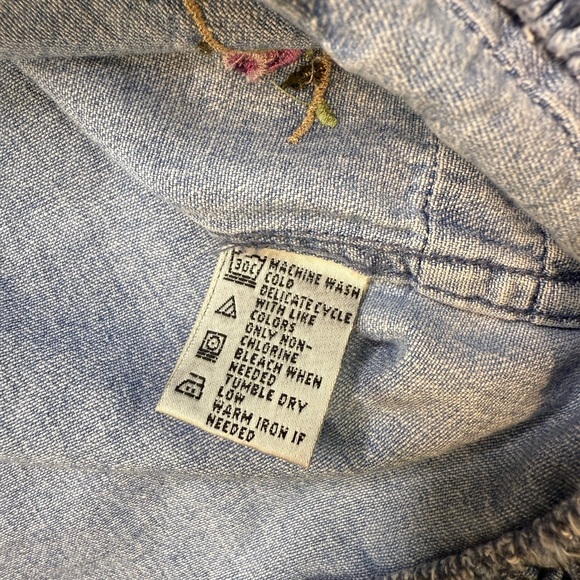 30C
MACHINE WASH
COLD
DELICATE CYCLE
WITH LIKE
COLORS
ONLY NON-
CHLORINE
BLEACH WHEN
NEEDED
TUMBLE DRY
LOW
WARM IRON IF
NEEDED